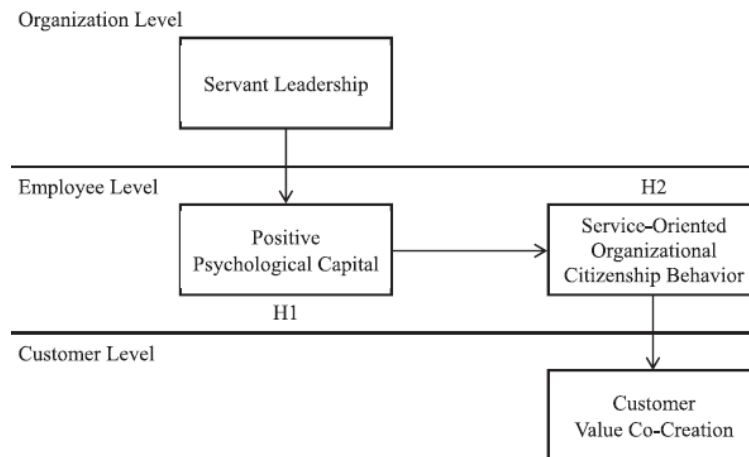 Organization Level
Servant Leadership
Employee Level
H2
Positive
Psychological Capital
Service-Oriented
Organizational
Citizenship Behavior
H1
Customer Level
Customer
Value Co-Creation